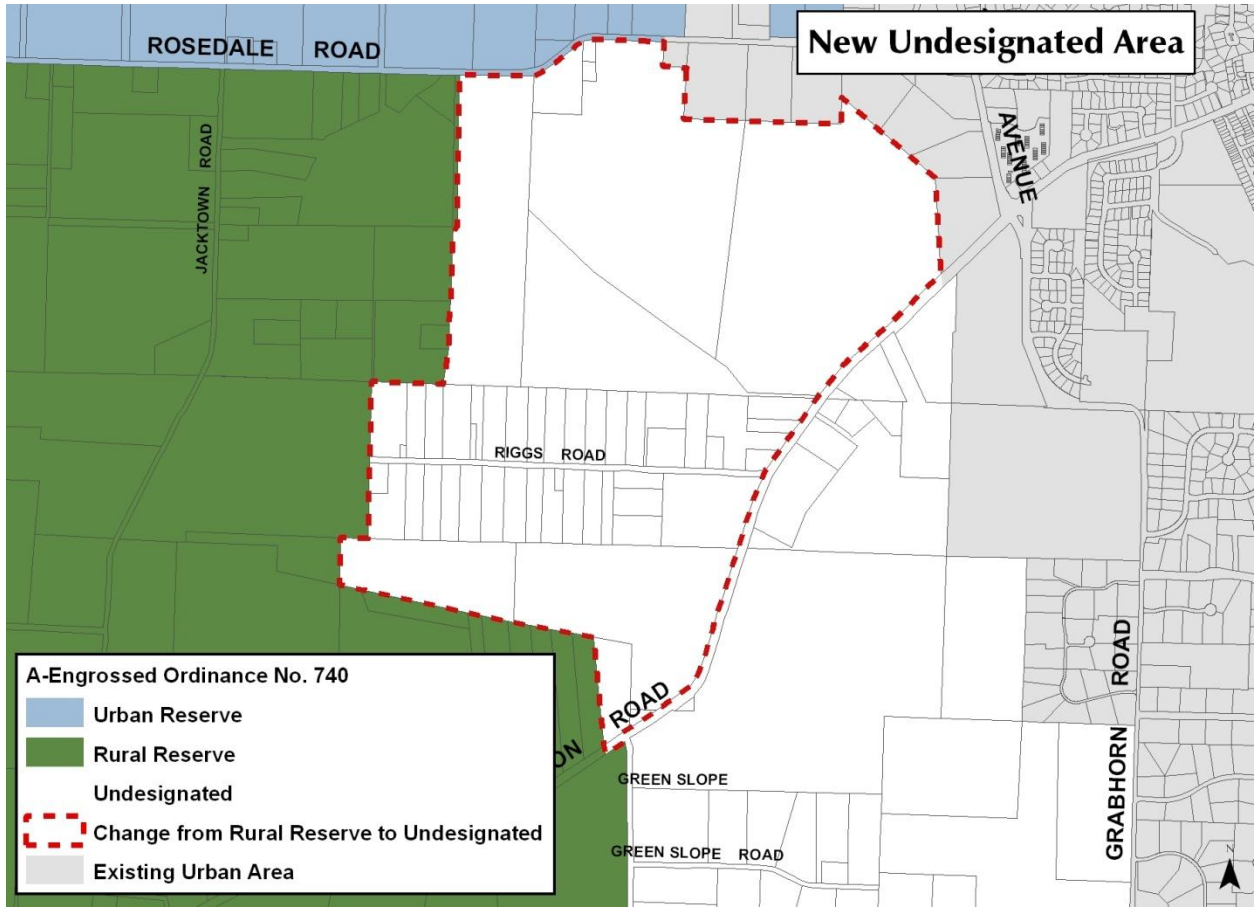 New Undesignated Area
ROSEDALE ROAD
AVENUE
JACKTOWN ROAD
RIGGS ROAD
ROAD
ON
GREEN SLOPE
GREEN SLOPE ROAD
GRABHORN ROAD
A-Engrossed Ordinance No. 740
Urban Reserve
Rural Reserve
Undesignated
Change from Rural Reserve to Undesignated
Existing Urban Area
N